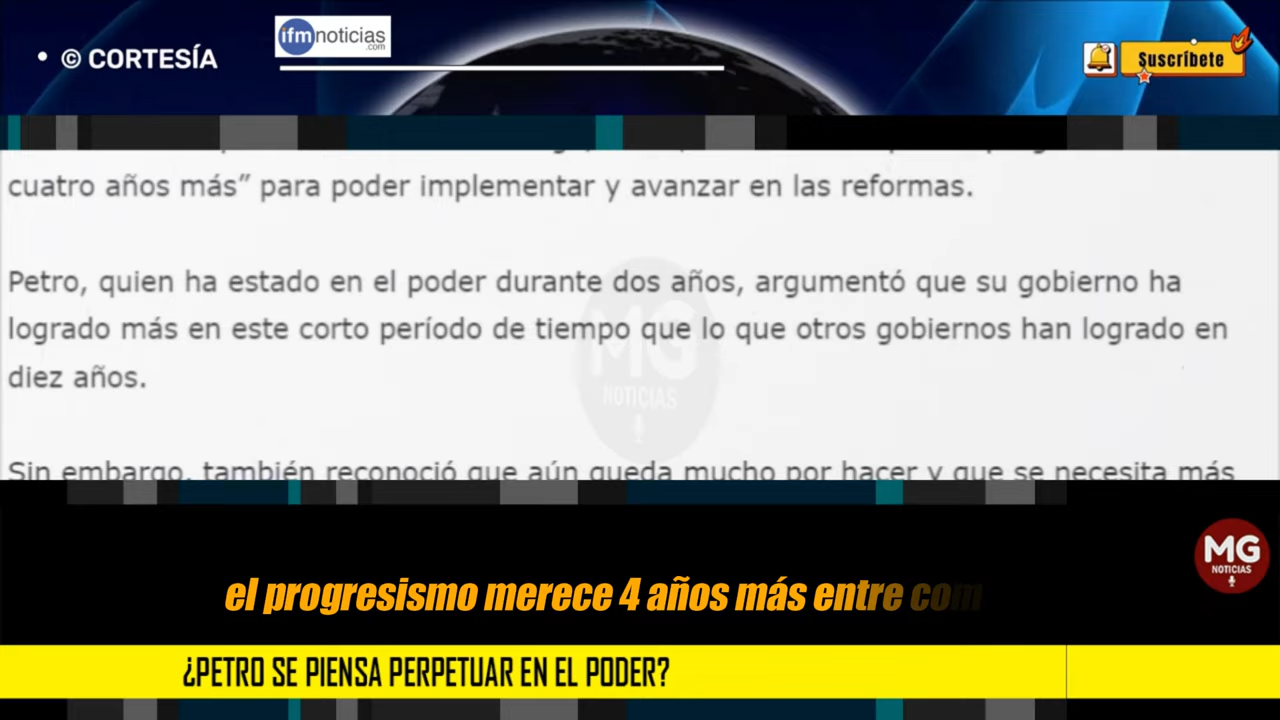 • © CORTESÍA
ifmnoticias
.com
Suscríbete
cuatro años más” para poder implementar y avanzar en las reformas.
Petro, quien ha estado en el poder durante dos años, argumentó que su gobierno ha
logrado más en este corto período de tiempo que lo que otros gobiernos han logrado en
diez años.
MG
NOTICIAS
Sin embargo, también reconoció que aún queda mucho por hacer y que se necesita más
MG
NOTICIAS
el progresismo merece 4 años más entre com
¿PETRO SE PIENSA PERPETUAR EN EL PODER?